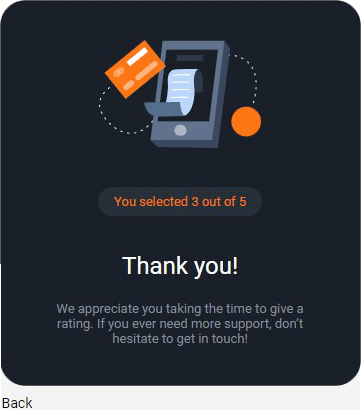 You selected 3 out of 5
Thank you!
We appreciate you taking the time to give a
rating. If you ever need more support, don’t
hesitate to get in touch!
Back